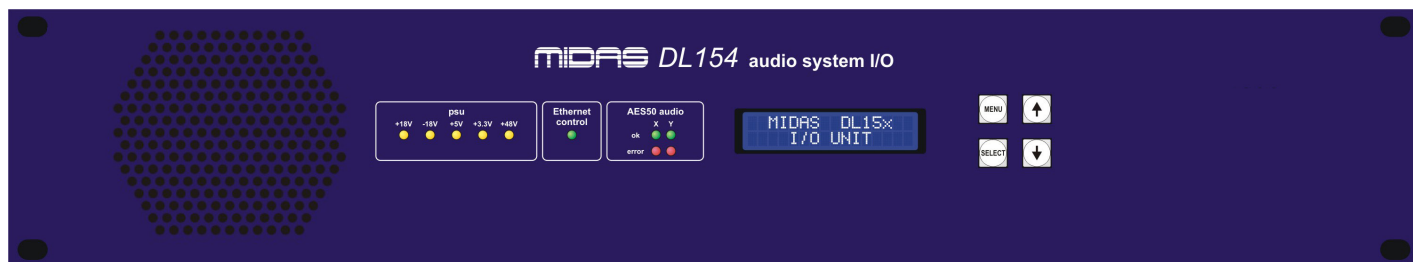 MIDAS DL154 audio system I/O
psu
+18V -18V +5V +3.3V +48V
Ethernet
control
AES50 audio
X Y
ok
error
MIDAS DL15x
I/O UNIT
MENU
SELECT